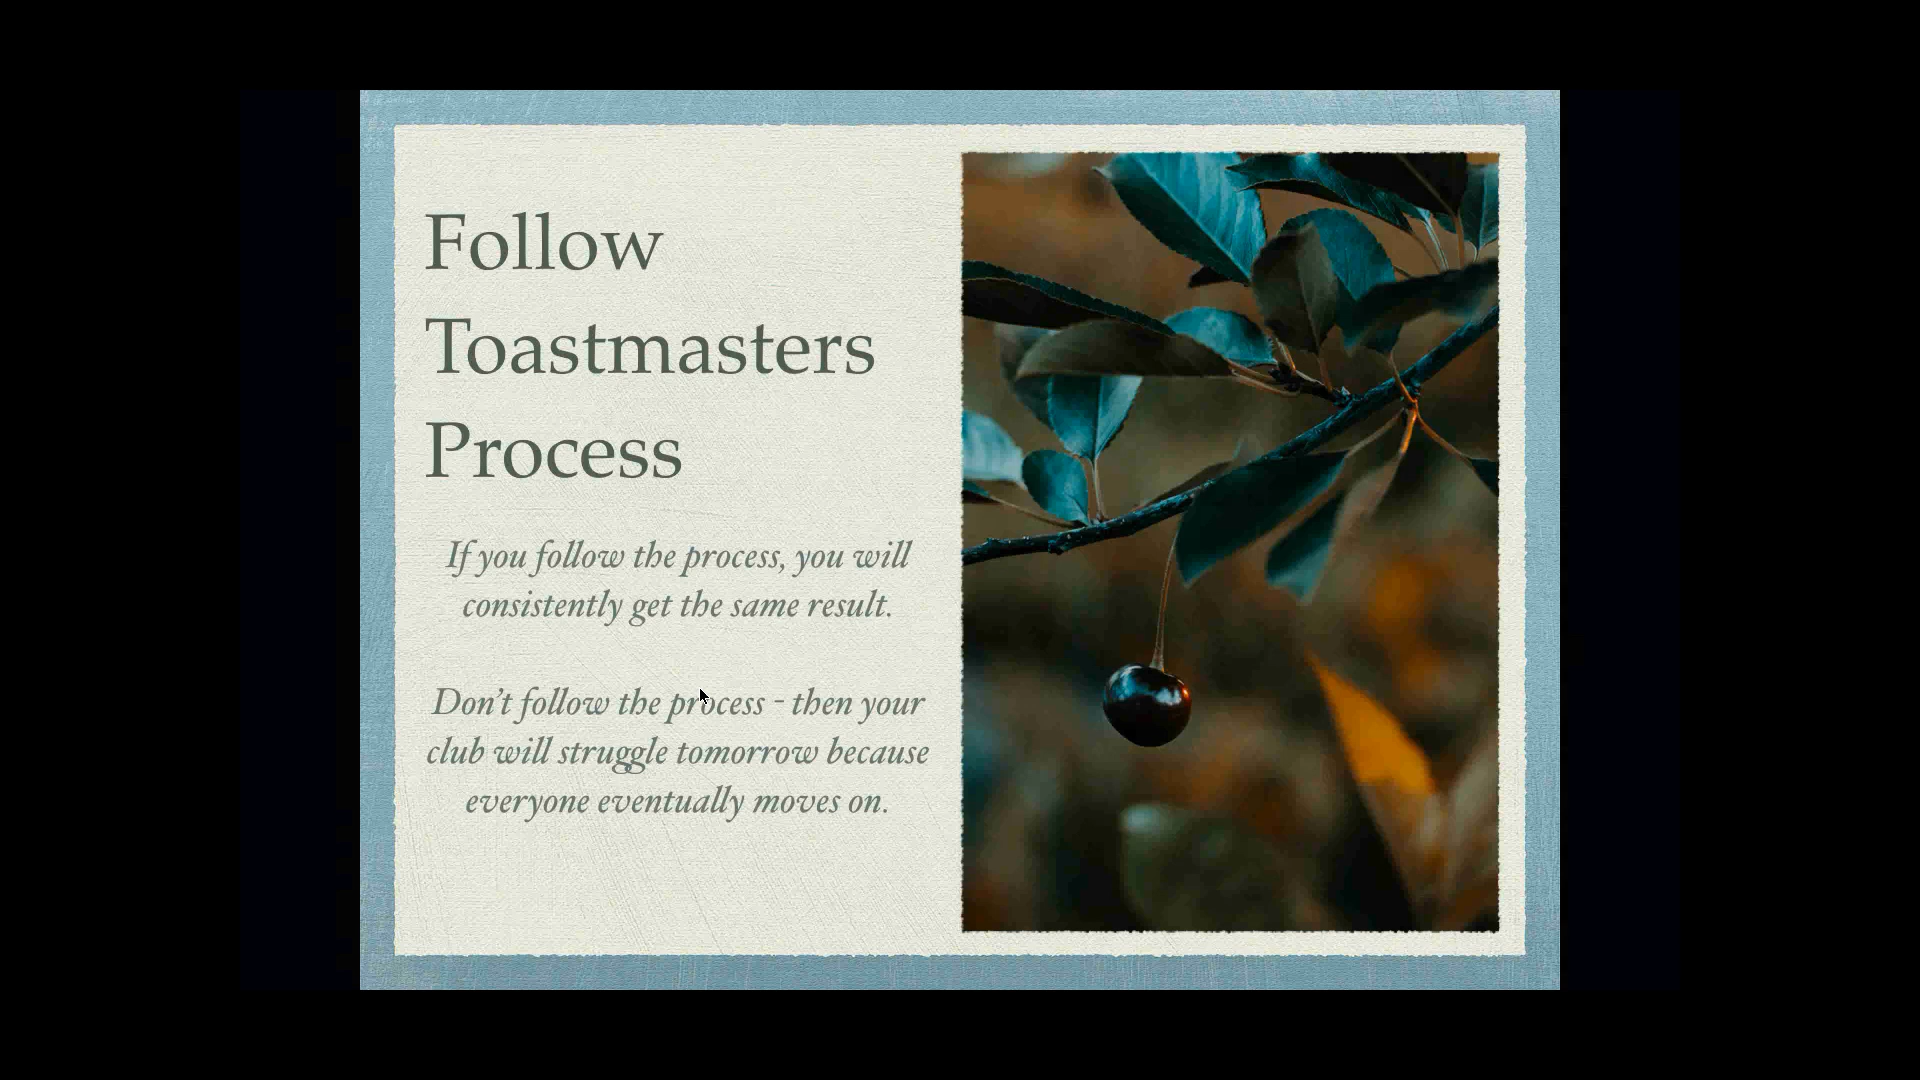 Follow
Toastmasters
Process
If you follow the process, you will
consistently get the same result.
Don’t follow the process - then your
club will struggle tomorrow because
everyone eventually moves on.